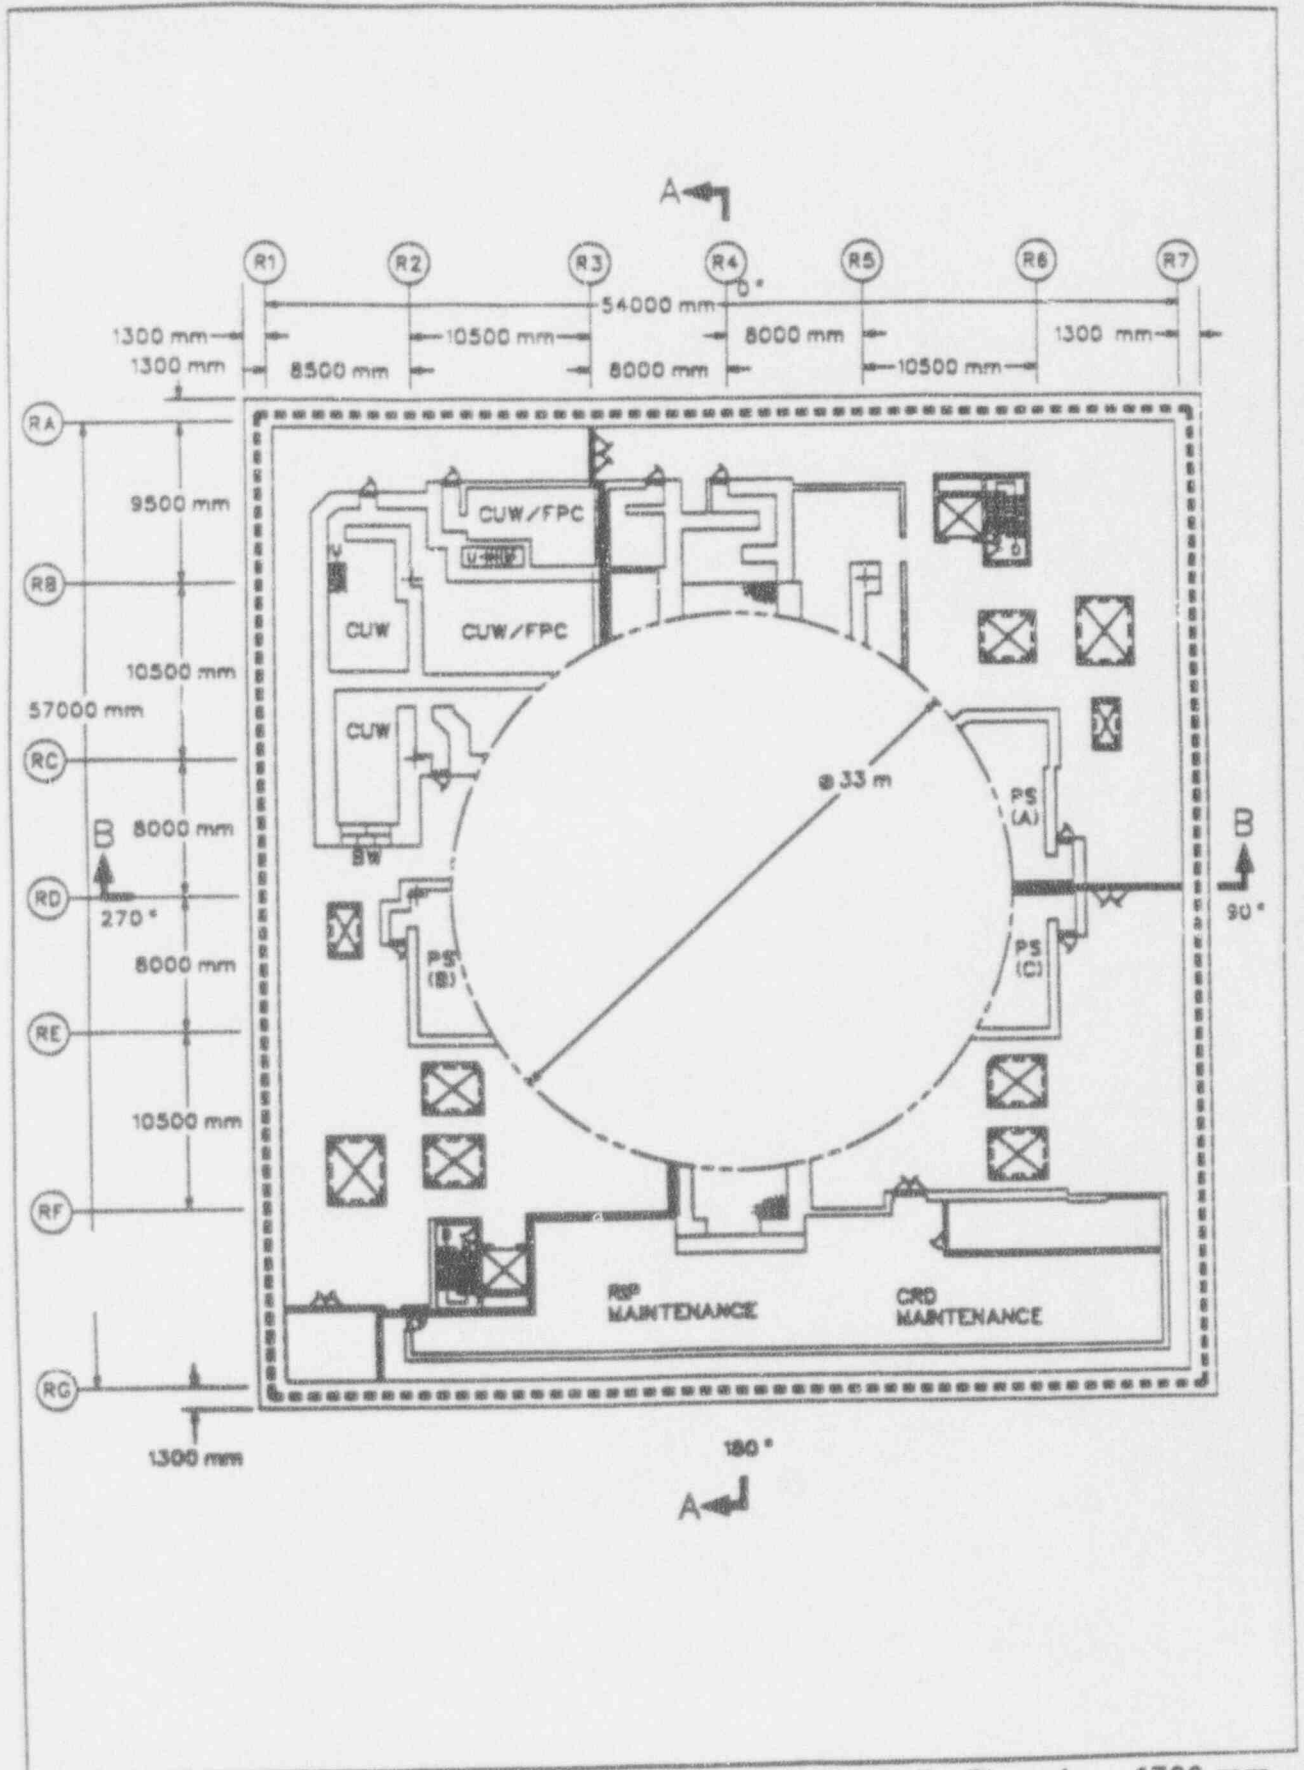 A
R1 R2 R3 R4 R5 R6 R7
0°
54000 mm
1300 mm 10500 mm 8000 mm 1300 mm
1300 mm 8500 mm 8000 mm 10500 mm
RA
9500 mm
CUW/FPC
D
RB
CUW CUW/FPC
10500 mm
57000 mm
CUW
RC
ø 33 m
PS
(A)
B 8000 mm B
BW
RD
270° 90°
8000 mm
PS
(B)
PS
(C)
RE
10500 mm
RF
RIP
MAINTENANCE
CRD
MAINTENANCE
RG
1300 mm
180°
A